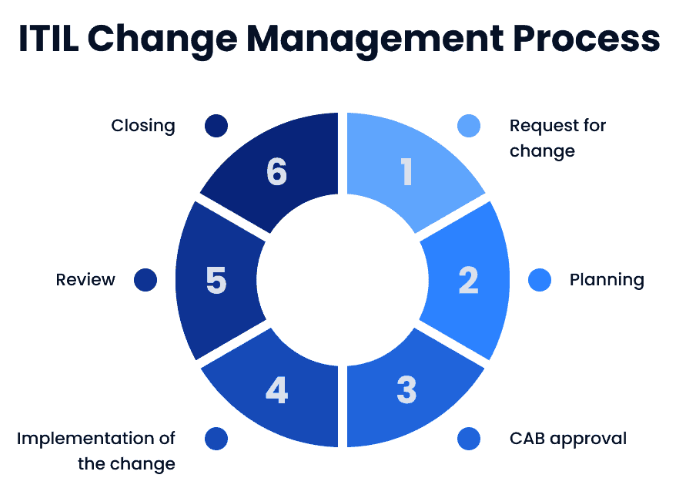 ITIL Change Management Process
1
Request for
change
2
Planning
3
CAB approval
4
Implementation of
the change
5
Review
6
Closing